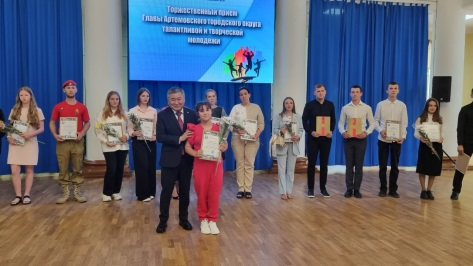 Торжественный прием
Главы Артемовского городского округа
талантливой и творческой
молодежи